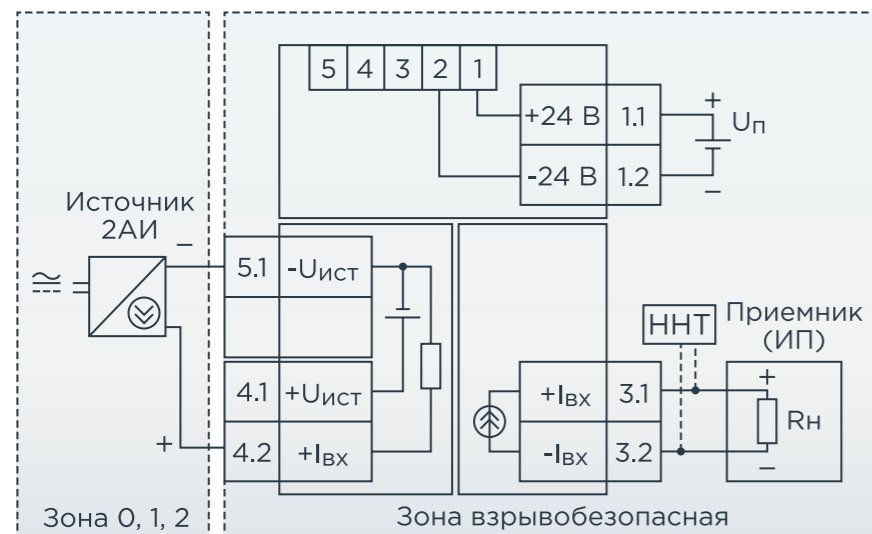 5 4 3 2 1
+24 В 1.1
+
Uп
-24 В 1.2
−
Источник
2АИ
−
5.1 -Uист
4.1 +Uист
+
4.2 +Iвх
ННТ
Приемник
(ИП)
+Iвх 3.1
+
Rн
-Iвх 3.2
−
Зона 0, 1, 2
Зона взрывобезопасная